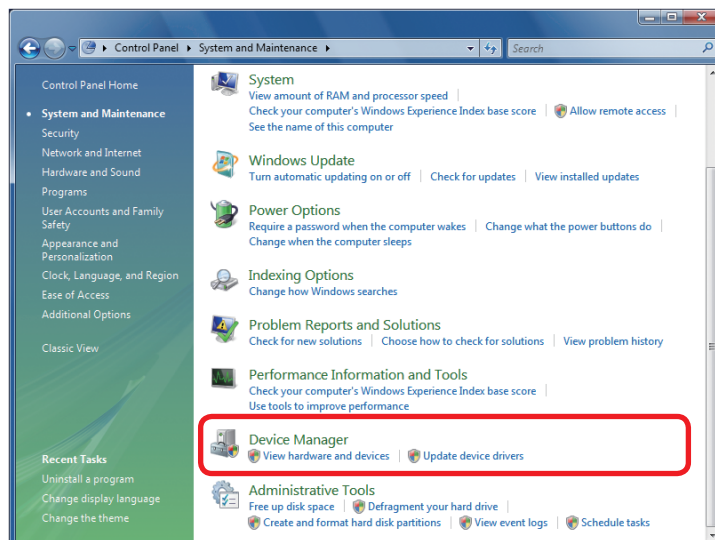 Control Panel System and Maintenance Search
Control Panel Home
System and Maintenance
Security
Network and Internet
Hardware and Sound
Programs
User Accounts and Family
Safety
Appearance and
Personalization
Clock, Language, and Region
Ease of Access
Additional Options
Classic View
Recent Tasks
Uninstall a program
Change display language
Change the theme
System
View amount of RAM and processor speed
Check your computer's Windows Experience Index base score Allow remote access
See the name of this computer
Windows Update
Turn automatic updating on or off Check for updates View installed updates
Power Options
Require a password when the computer wakes Change what the power buttons do
Change when the computer sleeps
Indexing Options
Change how Windows searches
Problem Reports and Solutions
Check for new solutions Choose how to check for solutions View problem history
Performance Information and Tools
Check your computer's Windows Experience Index base score
Use tools to improve performance
Device Manager
View hardware and devices Update device drivers
Administrative Tools
Free up disk space Defragment your hard drive
Create and format hard disk partitions View event logs Schedule tasks